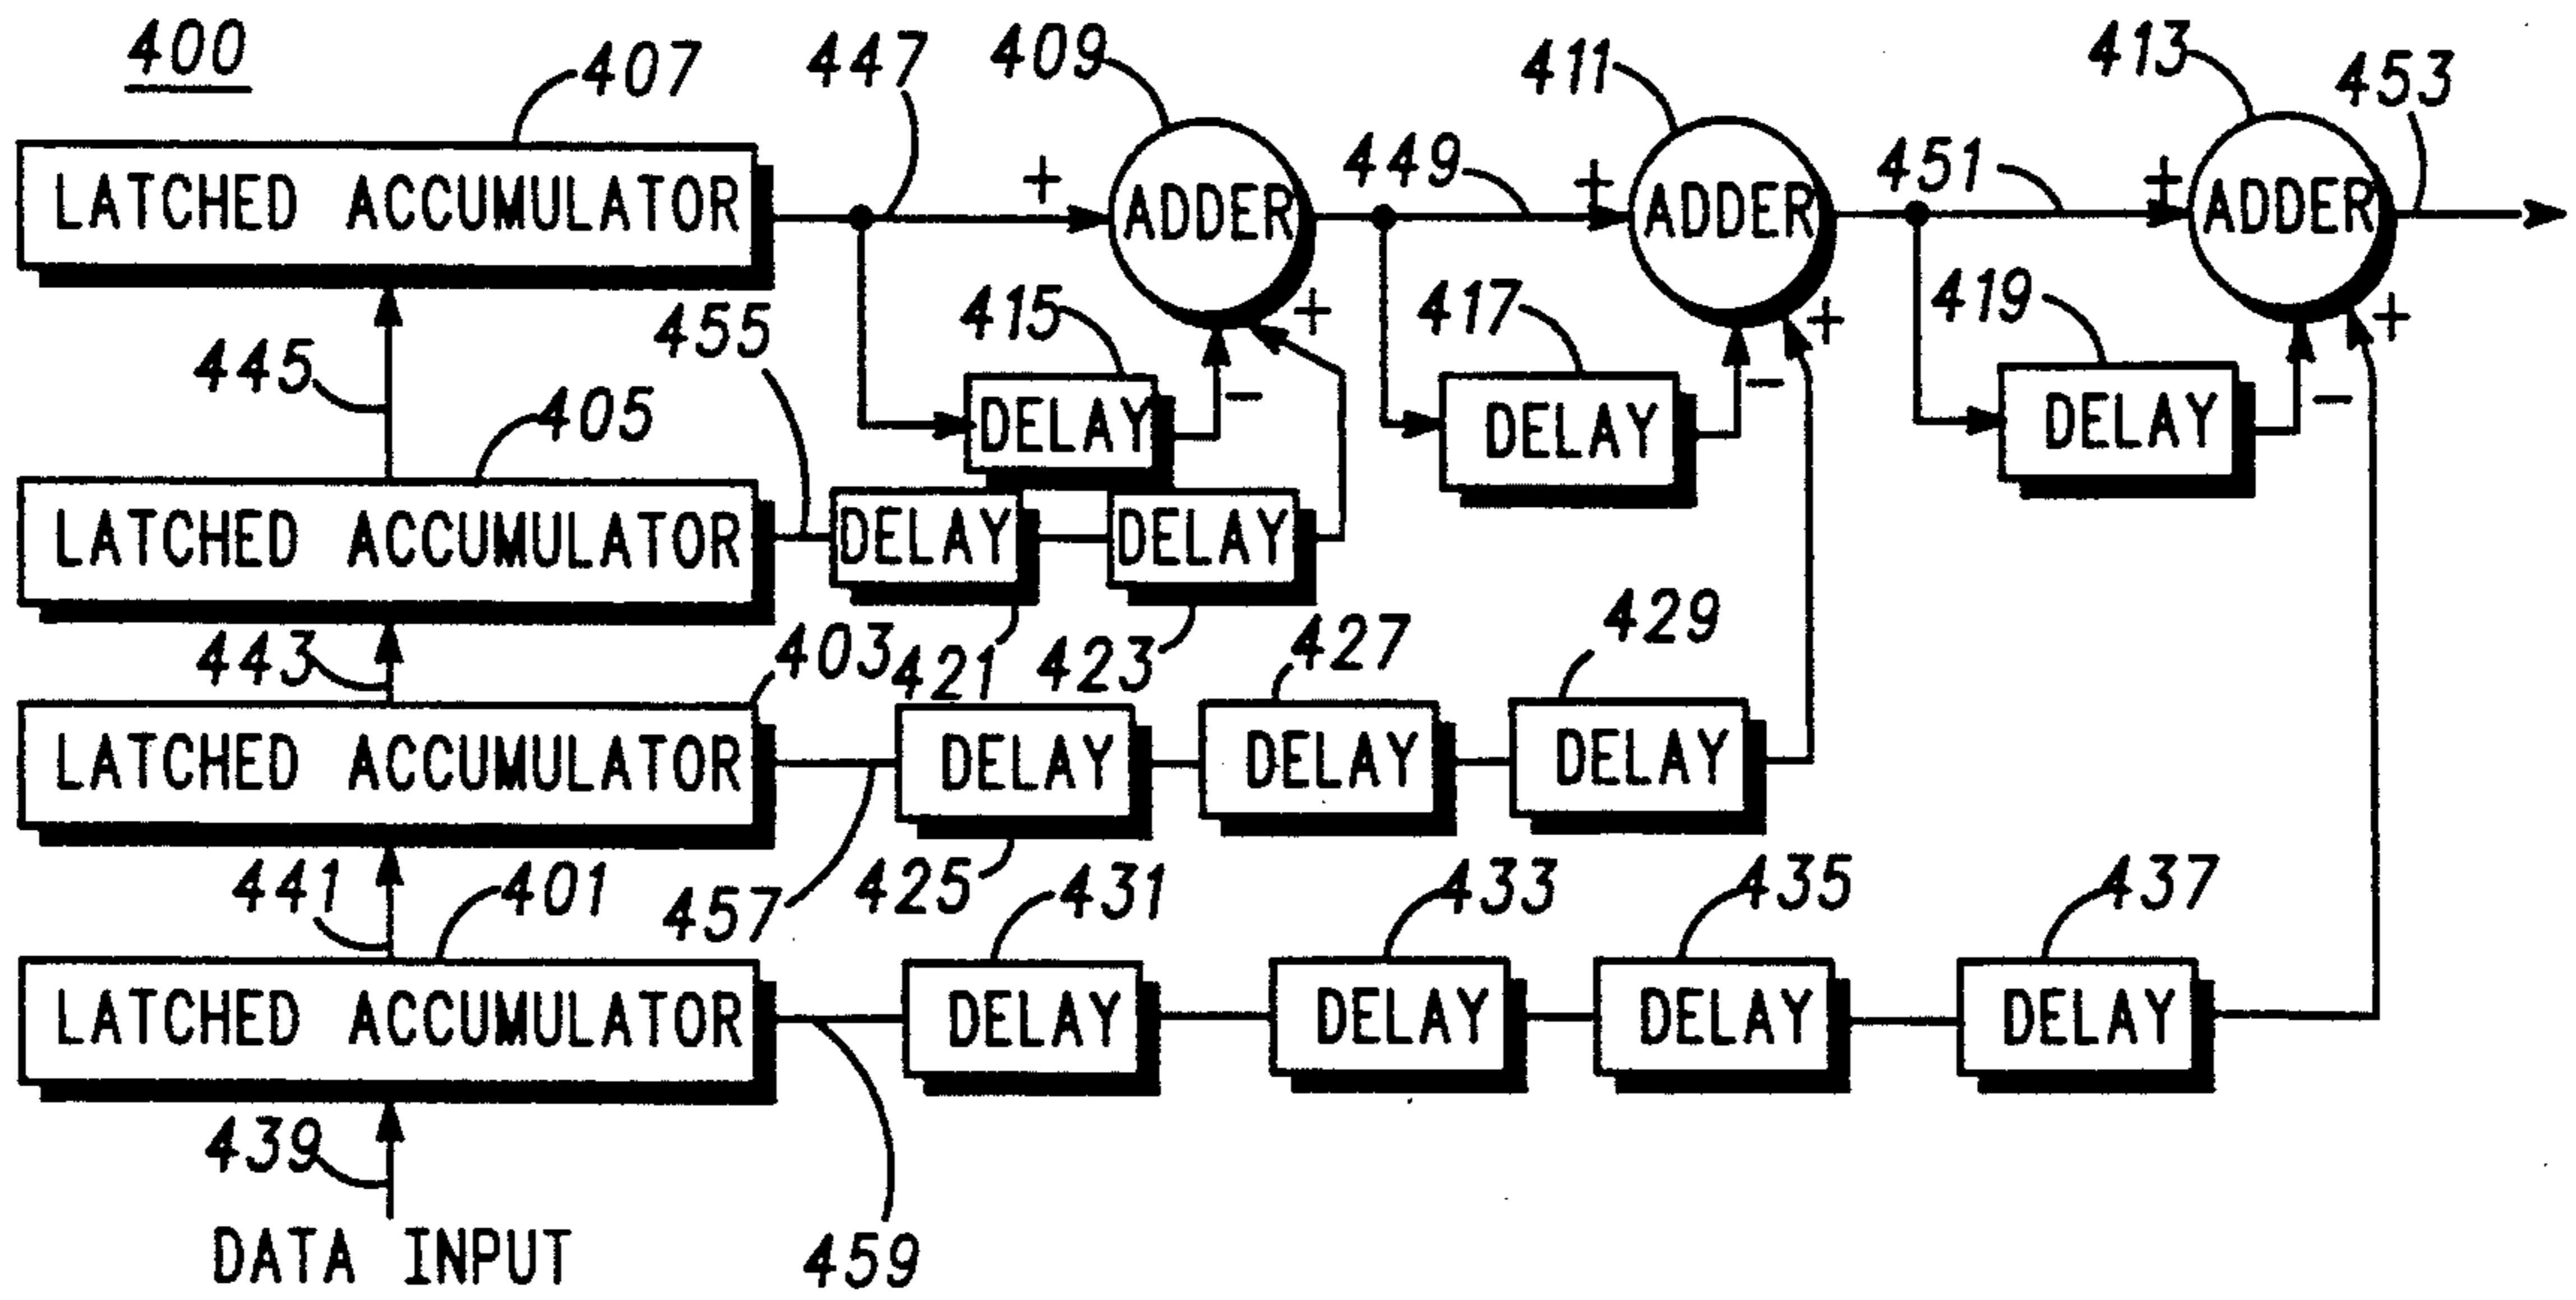 400
407
447
409
411
413
453
LATCHED ACCUMULATOR
+
ADDER
449
+
ADDER
451
+
ADDER
445
455
415
+
417
+
419
+
DELAY
-
DELAY
-
DELAY
-
405
LATCHED ACCUMULATOR
DELAY
DELAY
443
403
421
423
427
429
LATCHED ACCUMULATOR
DELAY
DELAY
DELAY
441
401
457
425
431
433
435
437
LATCHED ACCUMULATOR
DELAY
DELAY
DELAY
DELAY
439
459
DATA INPUT